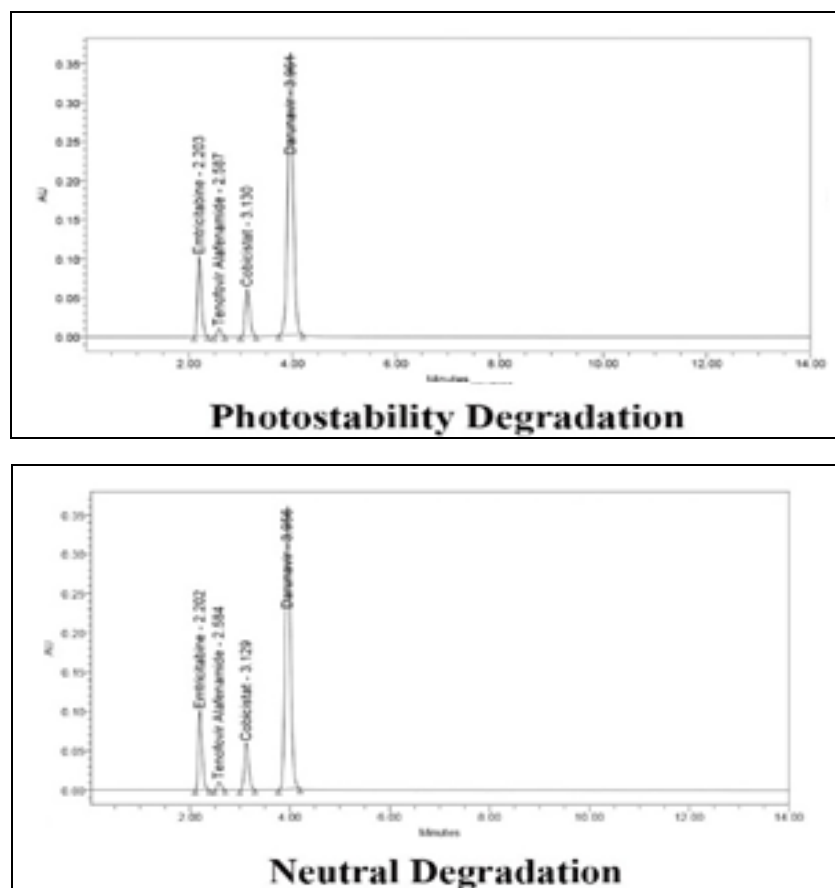 0.35
0.30
0.25
0.20
0.15
0.10
0.05
0.00
AU
Emtricitabine - 2.203
Tenofovir Alafenamide - 2.587
Cobicistat - 3.130
Darunavir -
2.00 4.00 6.00 8.00 10.00 12.00 14.00
Minutes
Photostability Degradation
0.35
0.30
0.25
0.20
0.15
0.10
0.05
0.00
AU
Emtricitabine - 2.202
Tenofovir Alafenamide - 2.584
Cobicistat - 3.129
Darunavir -
2.00 4.00 6.00 8.00 10.00 12.00 14.00
Minutes
Neutral Degradation